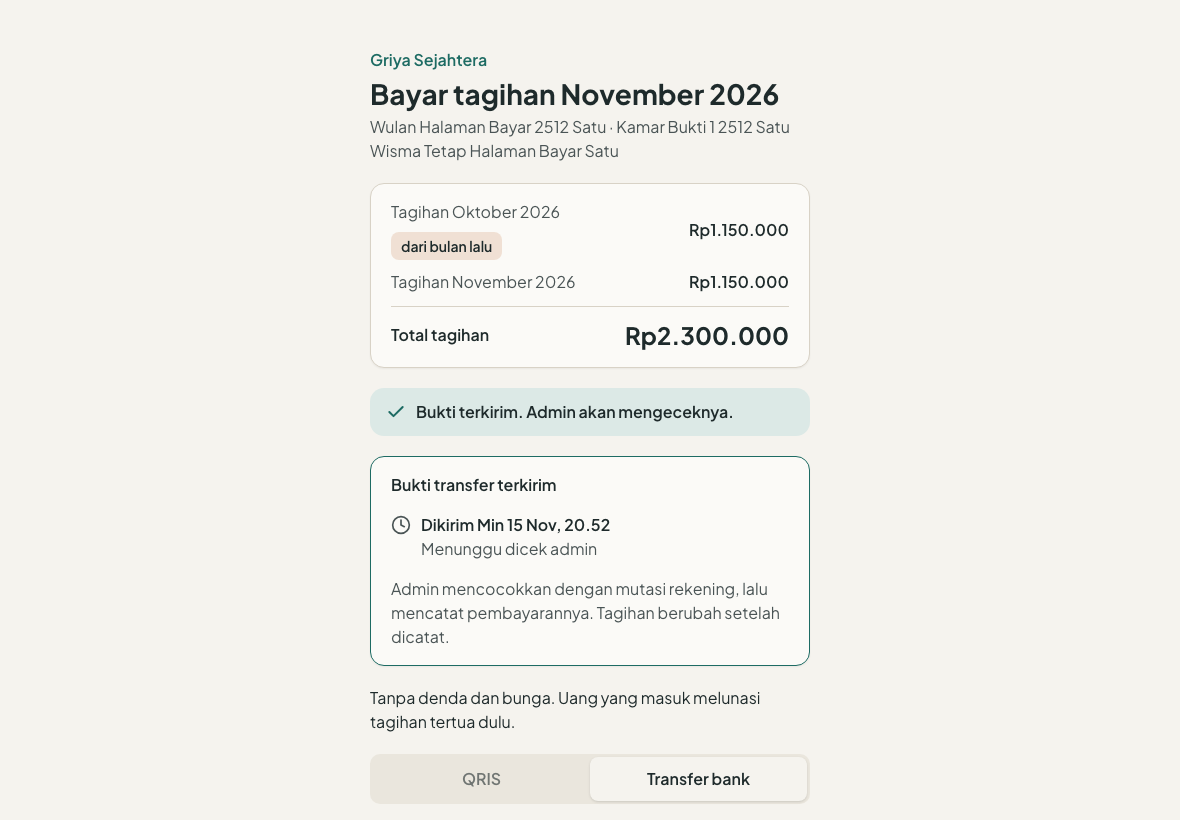 Griya Sejahtera
Bayar tagihan November 2026
Wulan Halaman Bayar 2512 Satu · Kamar Bukti 1 2512 Satu
Wisma Tetap Halaman Bayar Satu
Tagihan Oktober 2026
dari bulan lalu
Rp1.150.000
Tagihan November 2026 Rp1.150.000
Total tagihan Rp2.300.000
Bukti terkirim. Admin akan mengeceknya.
Bukti transfer terkirim
Dikirim Min 15 Nov, 20.52
Menunggu dicek admin
Admin mencocokkan dengan mutasi rekening, lalu
mencatat pembayarannya. Tagihan berubah setelah
dicatat.
Tanpa denda dan bunga. Uang yang masuk melunasi
tagihan tertua dulu.
QRIS Transfer bank